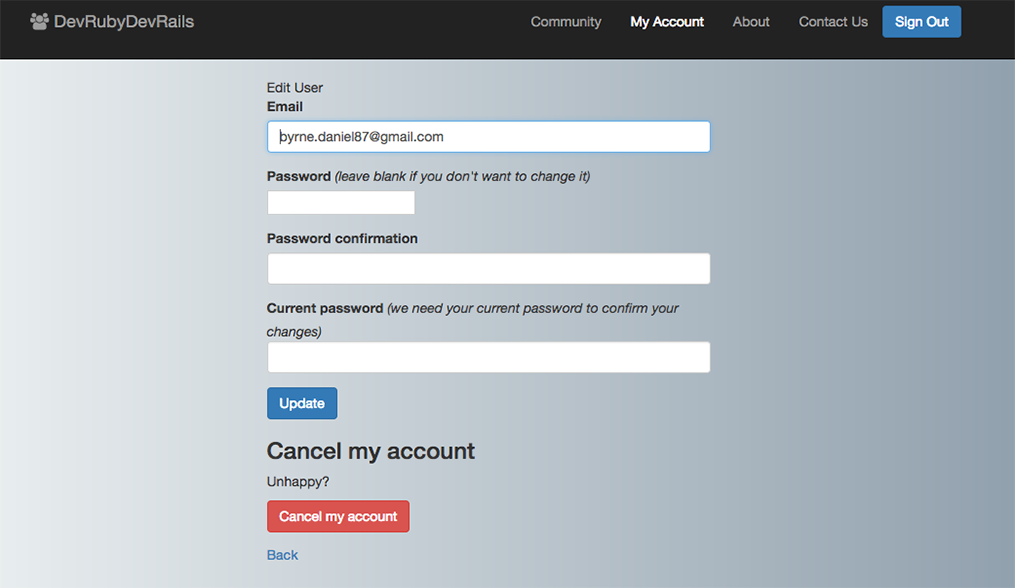 DevRubyDevRails Community My Account About Contact Us Sign Out
Edit User
Email
byrne.daniel87@gmail.com
Password (leave blank if you don't want to change it)
Password confirmation
Current password (we need your current password to confirm your
changes)
Update
Cancel my account
Unhappy?
Cancel my account
Back